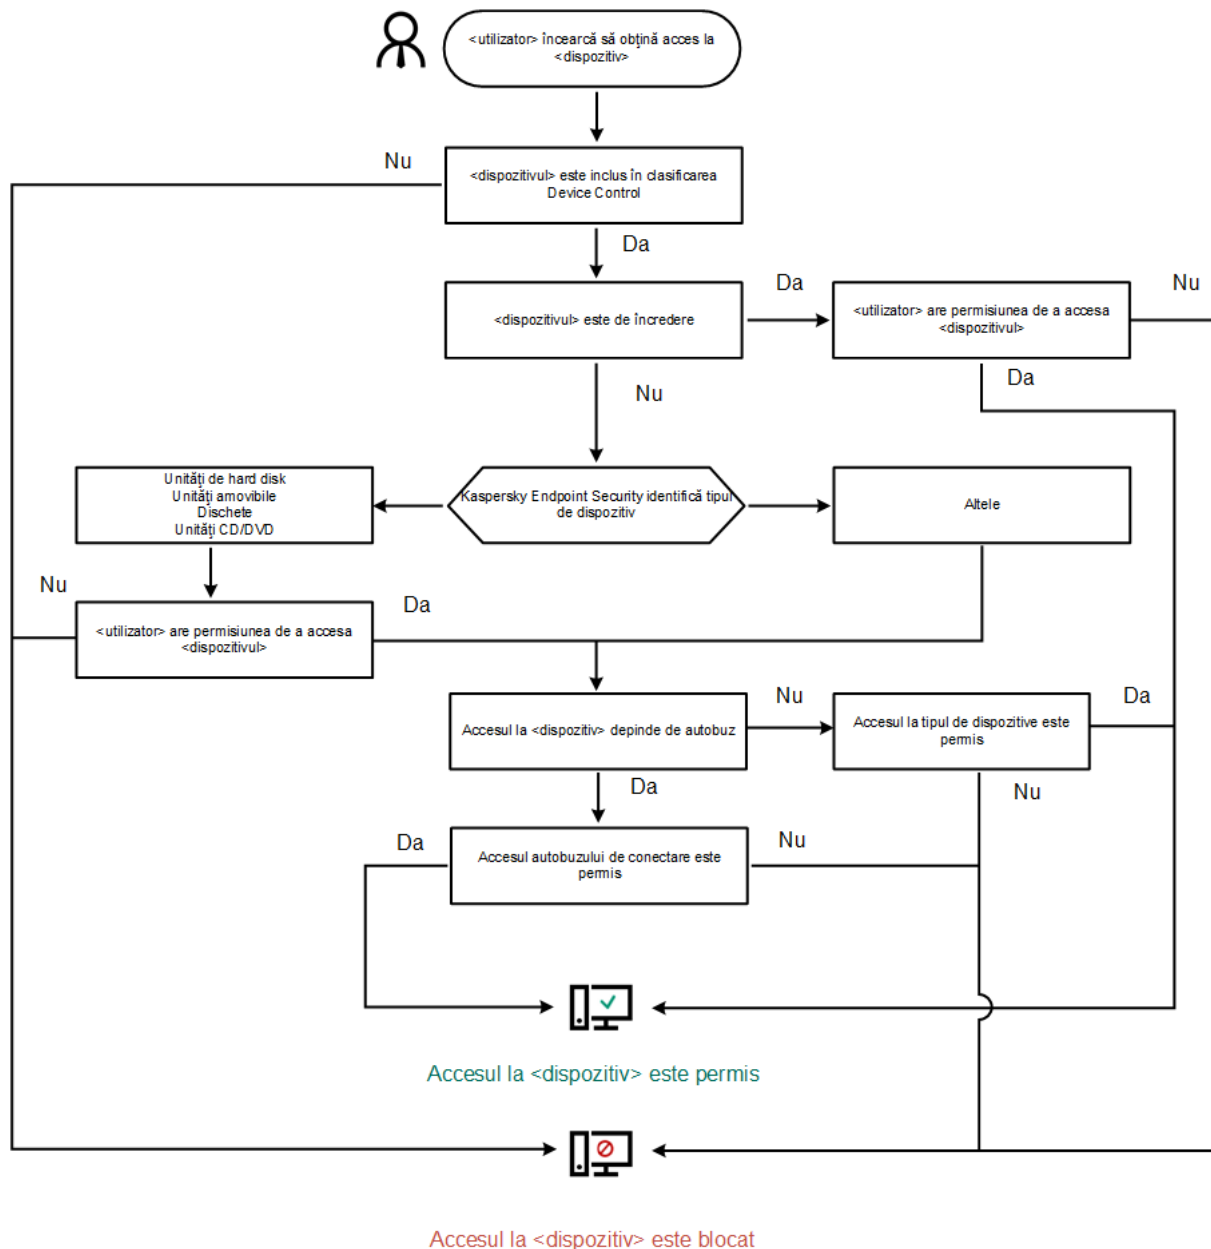 <utilizator> încearcă să obţină acces la
<dispozitiv>
Nu
<dispozitivul> este inclus în clasificarea
Device Control
Da
Da
Nu
<dispozitivul> este de încredere
<utilizator> are permisiunea de a accesa
<dispozitivul>
Nu
Da
Unităţi de hard disk
Unităţi amovibile
Dischete
Unităţi CD/DVD
Kaspersky Endpoint Security identifică tipul
de dispozitiv
Altele
Nu
Da
<utilizator> are permisiunea de a accesa
<dispozitivul>
Nu
Da
Accesul la <dispozitiv> depinde de autobuz
Accesul la tipul de dispozitive este
permis
Da
Nu
Da
Nu
Accesul autobuzului de conectare este
permis
Accesul la <dispozitiv> este permis
Accesul la <dispozitiv> este blocat